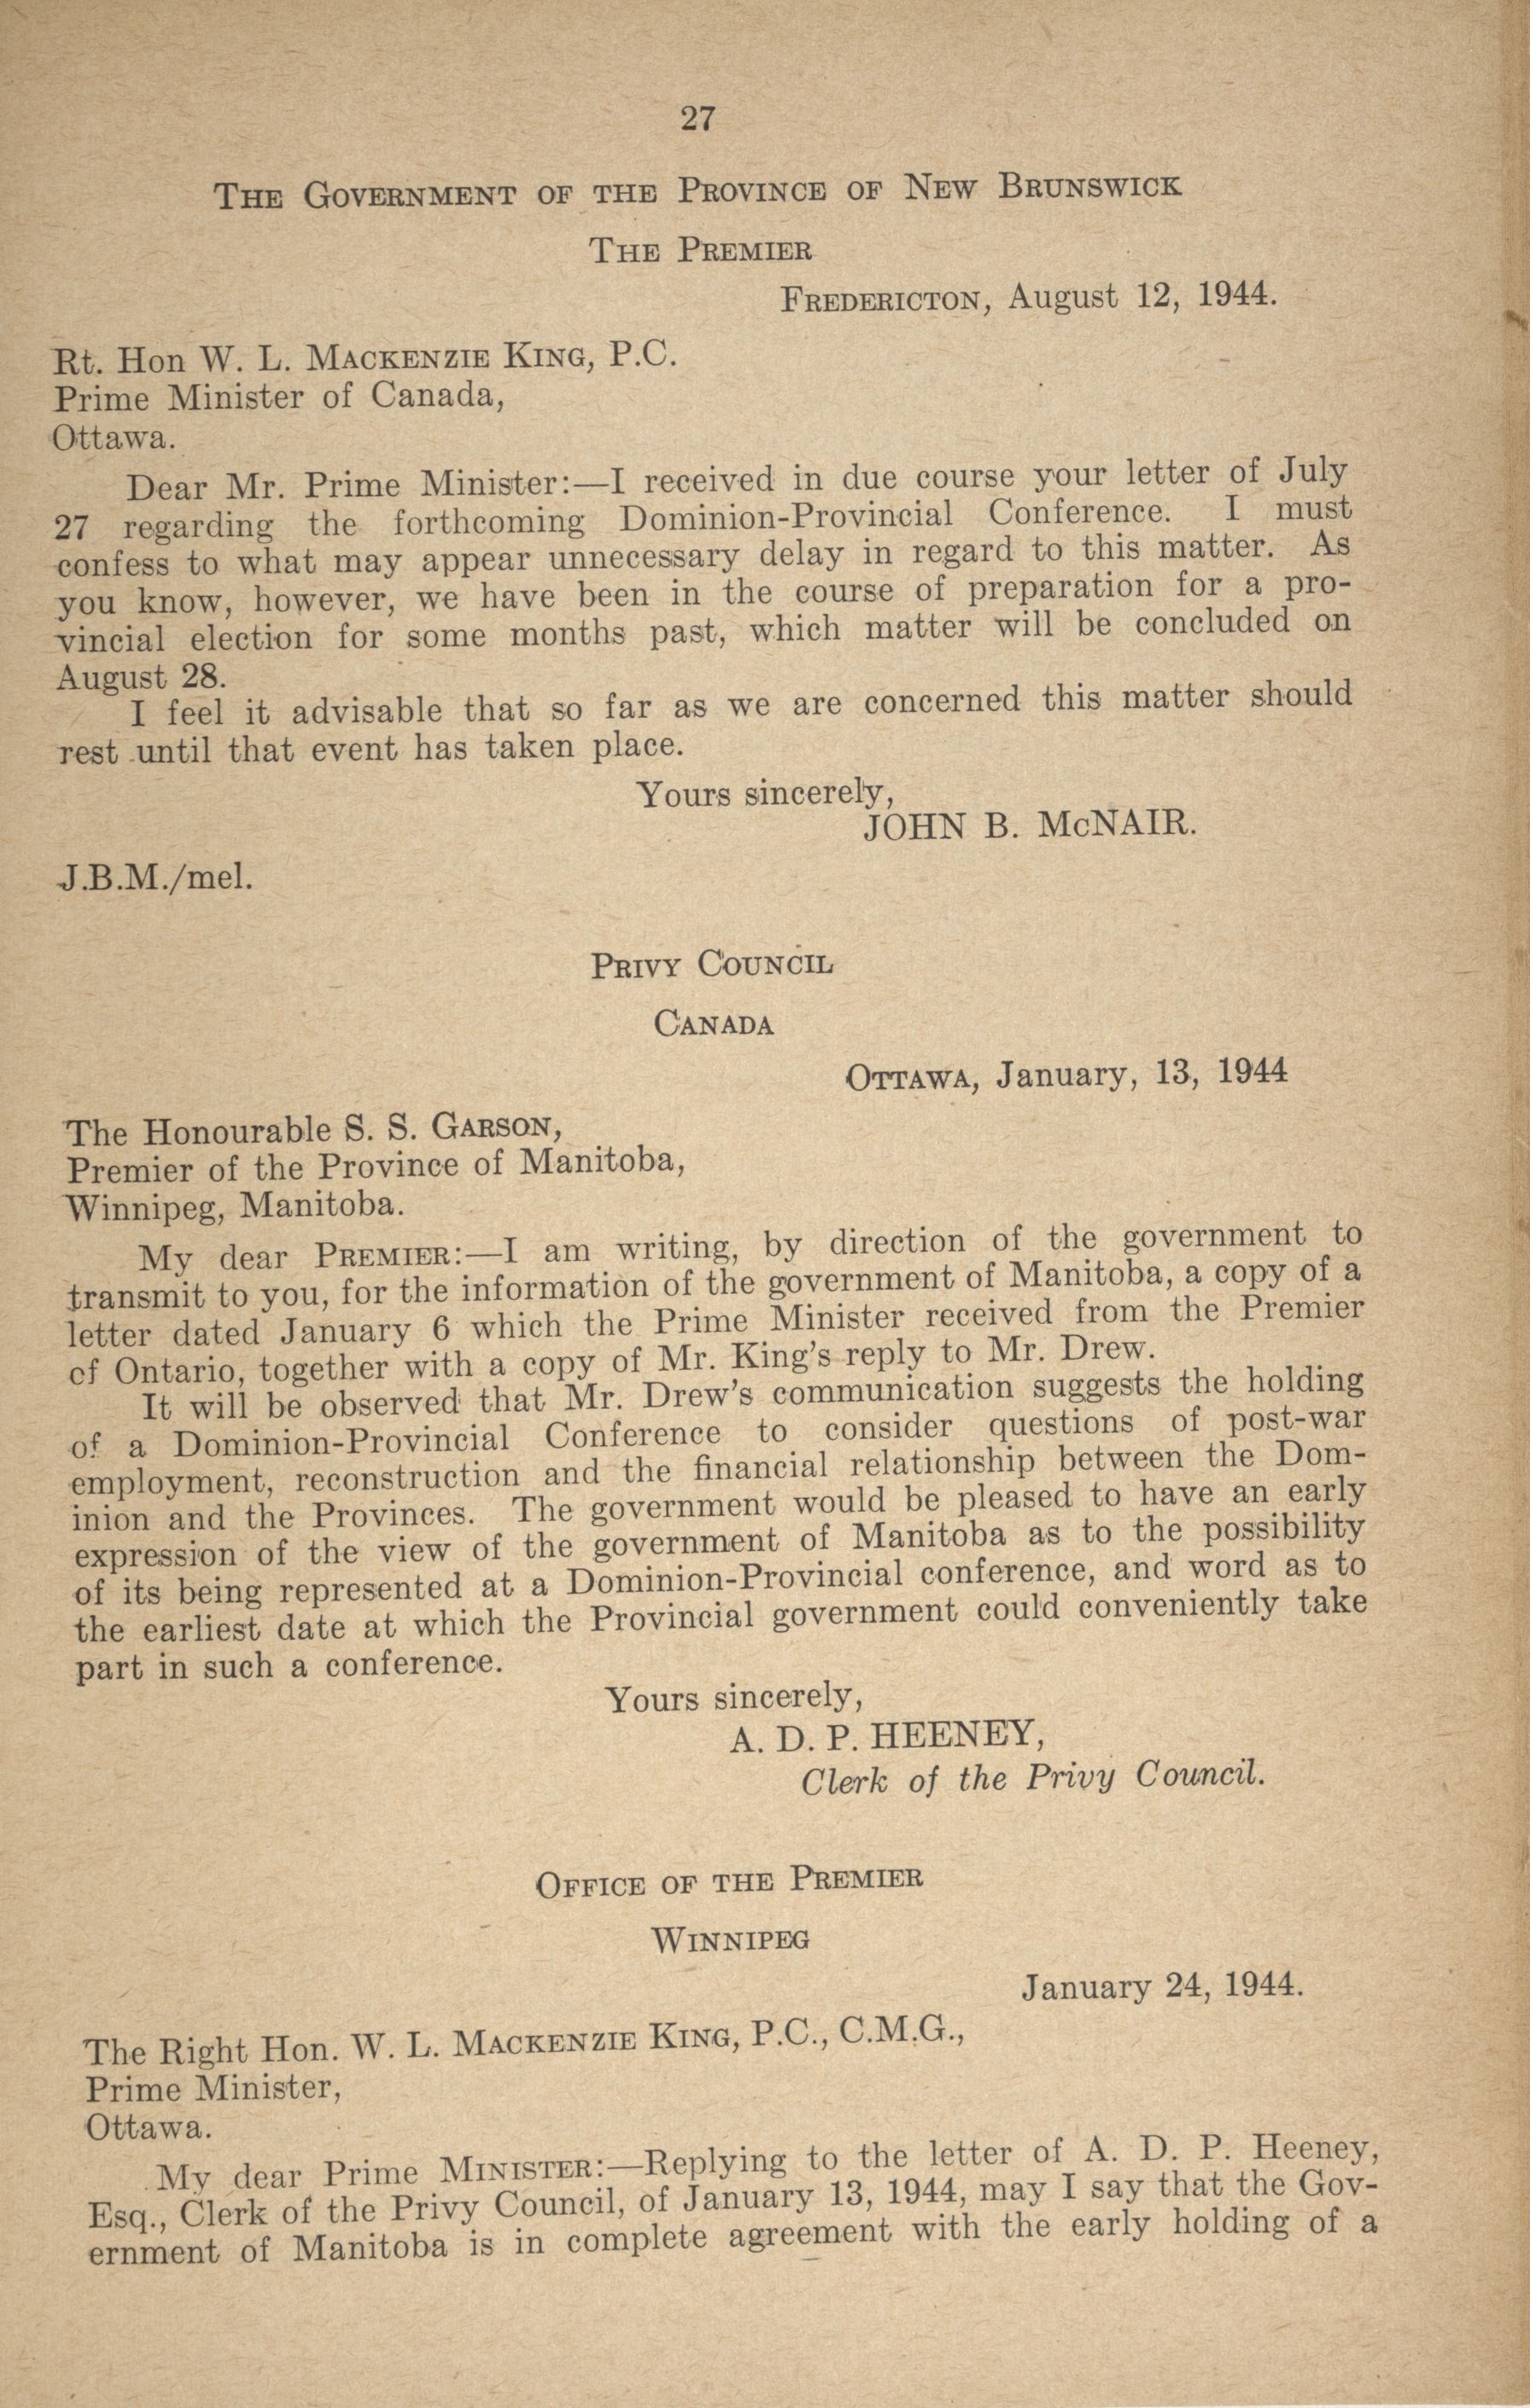 27
THE GOVERNMENT OF THE PROVINCE OF NEW BRUNSWICK
THE PREMIER
FREDERICTON, August 12, 1944.
Rt. Hon W. L. MACKENZIE KING, P.C.
Prime Minister of Canada,
Ottawa.
Dear Mr. Prime Minister:—I received in due course your letter of July
27 regarding the forthcoming Dominion-Provincial Conference. I must
confess to what may appear unnecessary delay in regard to this matter. As
you know, however, we have been in the course of preparation for a pro-
vincial election for some months past, which matter will be concluded on
August 28.
I feel it advisable that so far as we are concerned this matter should
rest until that event has taken place.
Yours sincerely,
JOHN B. McNAIR.
J.B.M./mel.
PRIVY COUNCIL
CANADA
OTTAWA, January, 13, 1944
The Honourable S. S. GARSON,
Premier of the Province of Manitoba,
Winnipeg, Manitoba.
My dear PREMIER:—I am writing, by direction of the government to
transmit to you, for the information of the government of Manitoba, a copy of a
letter dated January 6 which the Prime Minister received from the Premier
of Ontario, together with a copy of Mr. King's reply to Mr. Drew.
It will be observed that Mr. Drew's communication suggests the holding
of a Dominion-Provincial Conference to consider questions of post-war
employment, reconstruction and the financial relationship between the Dom-
inion and the Provinces. The government would be pleased to have an early
expression of the view of the government of Manitoba as to the possibility
of its being represented at a Dominion-Provincial conference, and word as to
the earliest date at which the Provincial government could conveniently take
part in such a conference.
Yours sincerely,
A. D. P. HEENEY,
Clerk of the Privy Council.
OFFICE OF THE PREMIER
WINNIPEG
January 24, 1944.
The Right Hon. W. L. MACKENZIE KING, P.C., C.M.G.,
Prime Minister,
Ottawa.
My dear Prime MINISTER:—Replying to the letter of A. D. P. Heeney,
Esq., Clerk of the Privy Council, of January 13, 1944, may I say that the Gov-
ernment of Manitoba is in complete agreement with the early holding of a